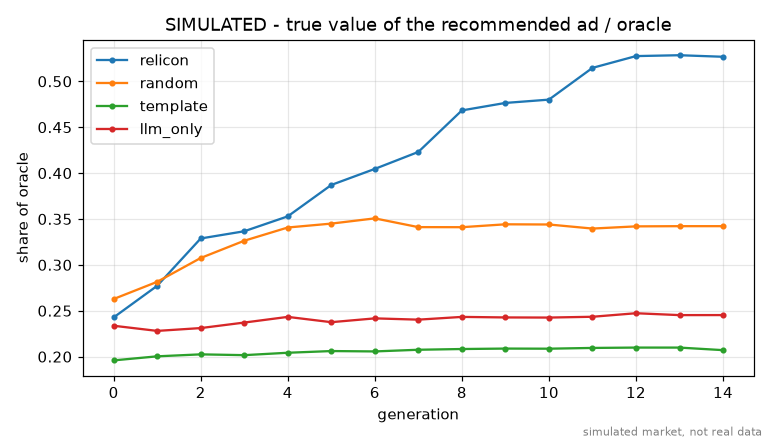 SIMULATED - true value of the recommended ad / oracle
relicon
random
template
llm_only
share of oracle
0.50
0.45
0.40
0.35
0.30
0.25
0.20
0 2 4 6 8 10 12 14
generation
simulated market, not real data